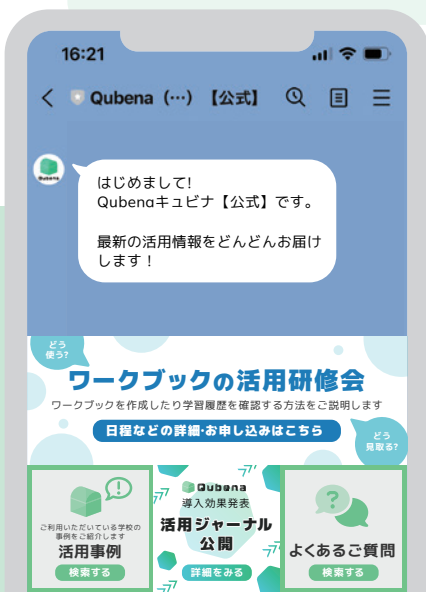 16:21
Qubena (…) 【公式】
Qubena
はじめまして!
Qubenaキュビナ【公式】です。
最新の活用情報をどんどんお届け
します！
どう
使う?
ワークブックの活用研修会
ワークブックを作成したり学習履歴を確認する方法をご説明します
日程などの詳細·お申し込みはこちら
どう
見取る?
ご利用いただいている学校の
事例をご紹介します
活用事例
検索する
Qubena
導入効果発表
活用ジャーナル
公開
詳細をみる
よくあるご質問
検索する